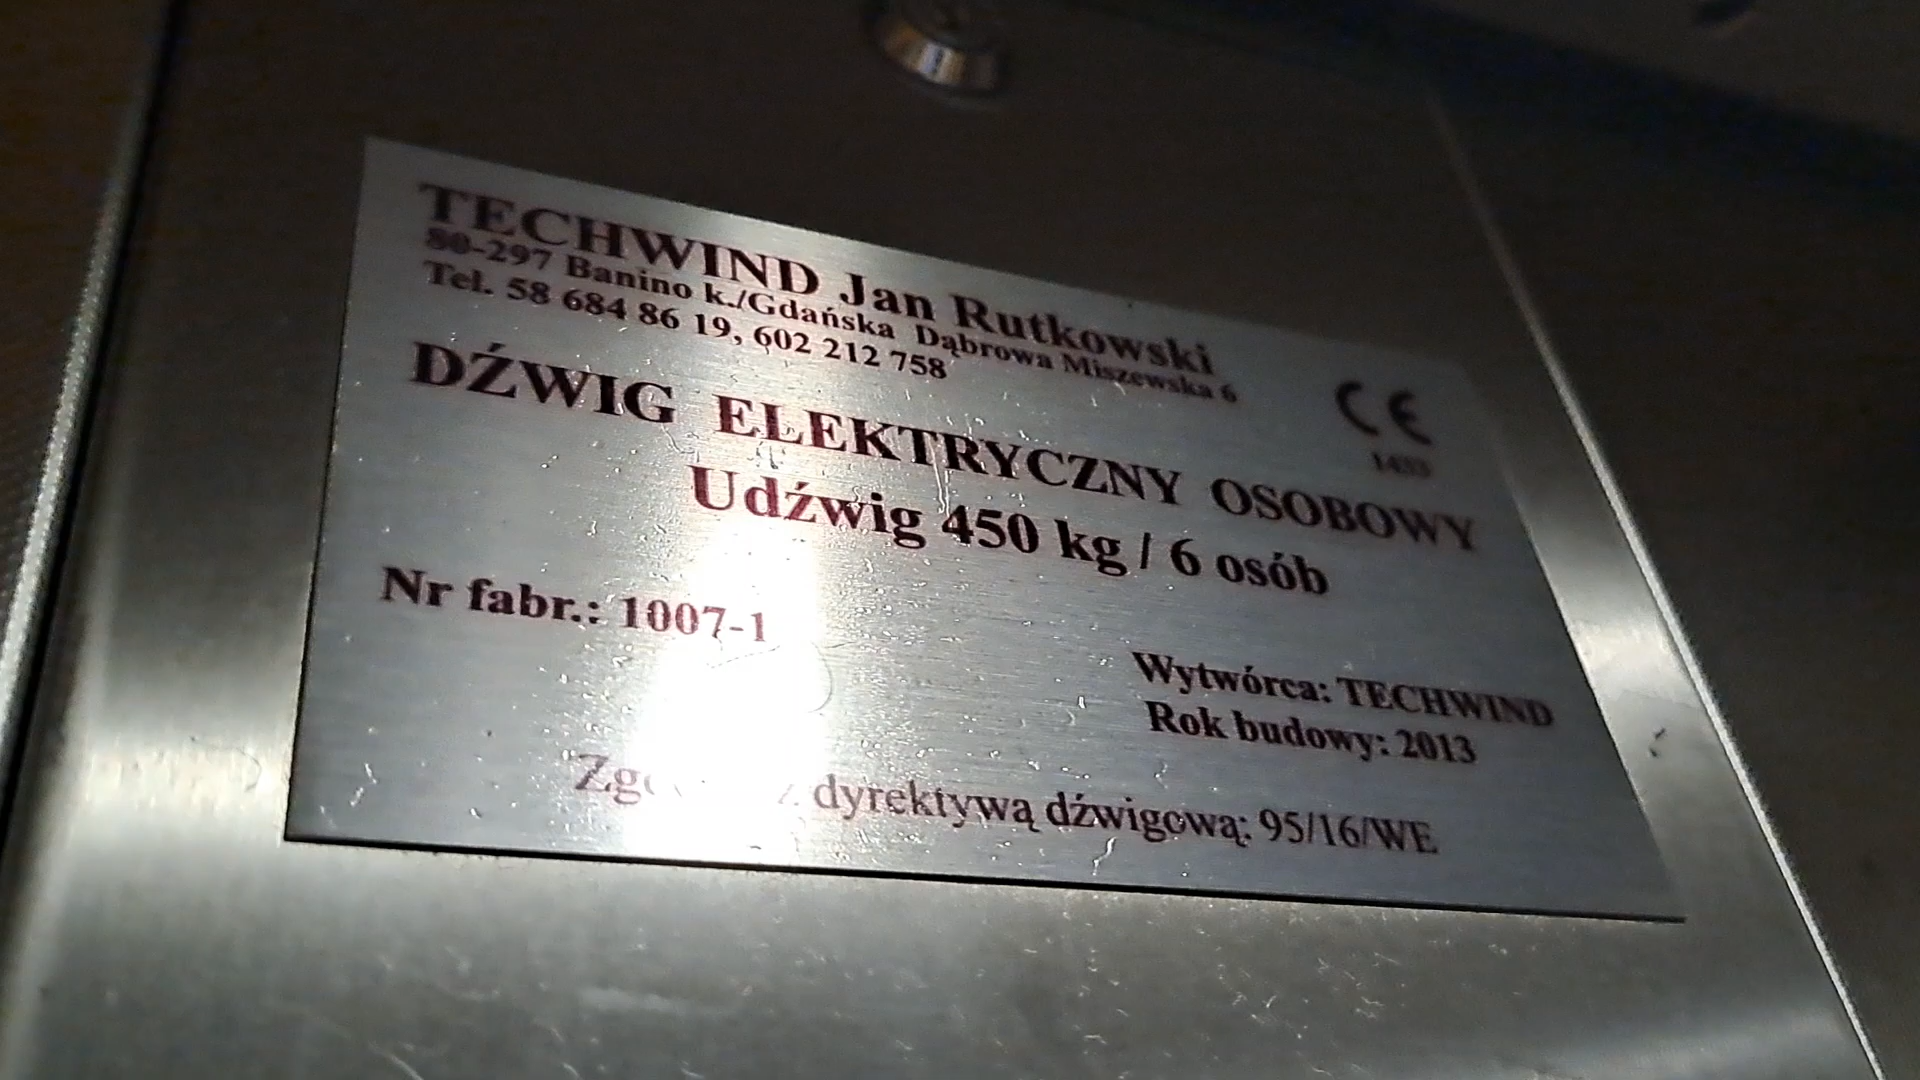 TECHWIND Jan Rutkowski
80-297 Banino k./Gdańska Dąbrowa Miszewska 6
Tel. 58 684 86 19, 602 212 758
CE
1433
DŹWIG ELEKTRYCZNY OSOBOWY
Udźwig 450 kg / 6 osób
Nr fabr.: 1007-1
Wytwórca: TECHWIND
Rok budowy: 2013
z dyrektywą dźwigową: 95/16/WE